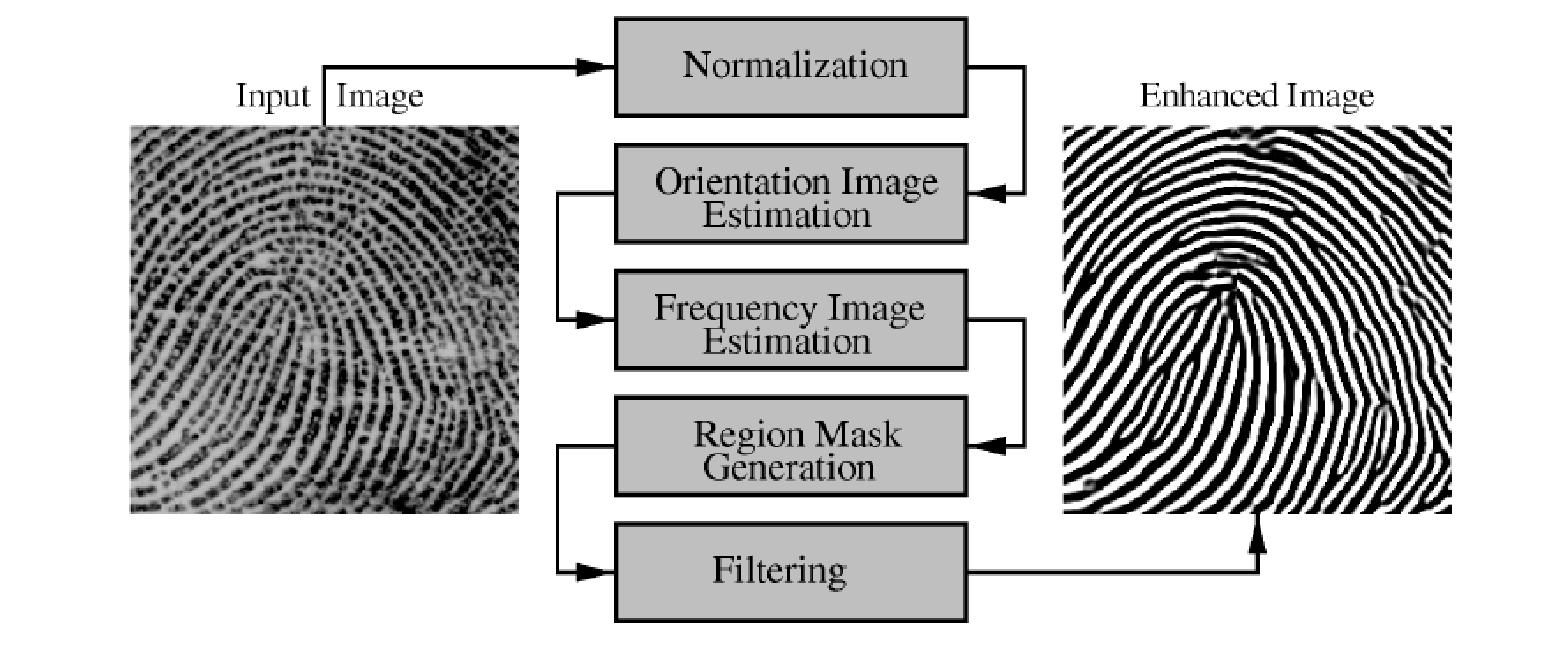 Input Image
Normalization
Orientation Image
Estimation
Frequency Image
Estimation
Region Mask
Generation
Filtering
Enhanced Image